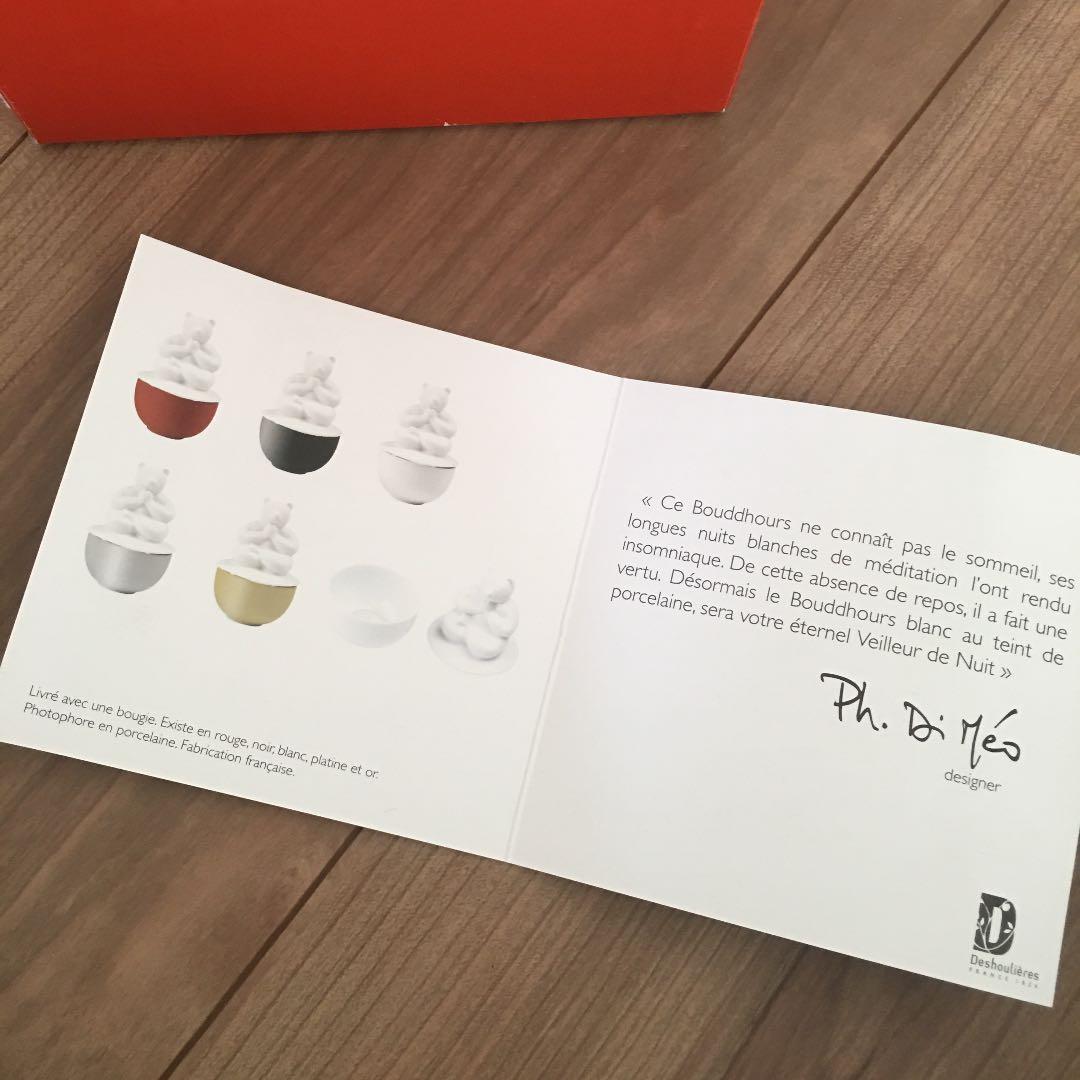 Livré avec une bougie. Existe en rouge, noir, blanc, platine et or.
Photophore en porcelaine. Fabrication française.
« Ce Bouddhours ne connaît pas le sommeil, ses
longues nuits blanches de méditation l'ont rendu
insomniaque. De cette absence de repos, il a fait une
vertu. Désormais le Bouddhours blanc au teint de
porcelaine, sera votre éternel Veilleur de Nuit »
Ph. Di Méo
designer
D
Deshoulières
FRANCE 1826